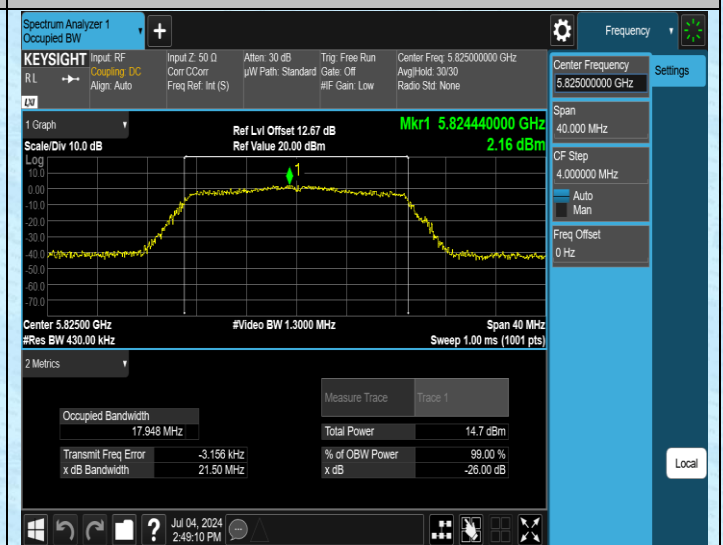 Spectrum Analyzer 1
Occupied BW
Frequency
KEYSIGHT
Input: RF
Coupling: DC
Align: Auto
RL
LXI
Input Z: 50 Ω
Corr CCorr
Freq Ref: Int (S)
Atten: 30 dB
µW Path: Standard
Trig: Free Run
Gate: Off
#IF Gain: Low
Center Freq: 5.825000000 GHz
Avg|Hold: 30/30
Radio Std: None
Center Frequency
5.825000000 GHz
Settings
Span
40.000 MHz
CF Step
4.000000 MHz
Auto
Man
Freq Offset
0 Hz
1 Graph
Scale/Div 10.0 dB
Ref Lvl Offset 12.67 dB
Ref Value 20.00 dBm
Mkr1 5.824440000 GHz
2.16 dBm
Log
10.0
0.00
-10.0
-20.0
-30.0
-40.0
-50.0
-60.0
-70.0
1
Center 5.82500 GHz
#Res BW 430.00 kHz
#Video BW 1.3000 MHz
Span 40 MHz
Sweep 1.00 ms (1001 pts)
2 Metrics
Measure Trace
Trace 1
Occupied Bandwidth
17.948 MHz
Total Power
14.7 dBm
Transmit Freq Error
-3.156 kHz
% of OBW Power
99.00 %
x dB Bandwidth
21.50 MHz
x dB
-26.00 dB
Local
Jul 04, 2024
2:49:10 PM